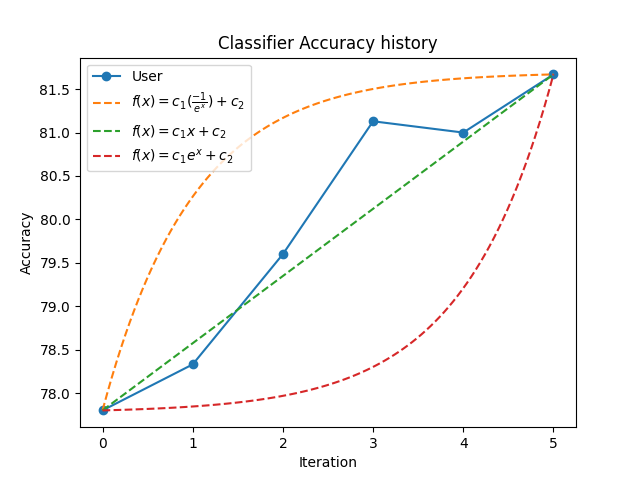 Classifier Accuracy history
User
f(x) = c₁(−1/eˣ) + c₂
f(x) = c₁x + c₂
f(x) = c₁eˣ + c₂
81.5
81.0
80.5
80.0
79.5
79.0
78.5
78.0
Accuracy
0 1 2 3 4 5
Iteration